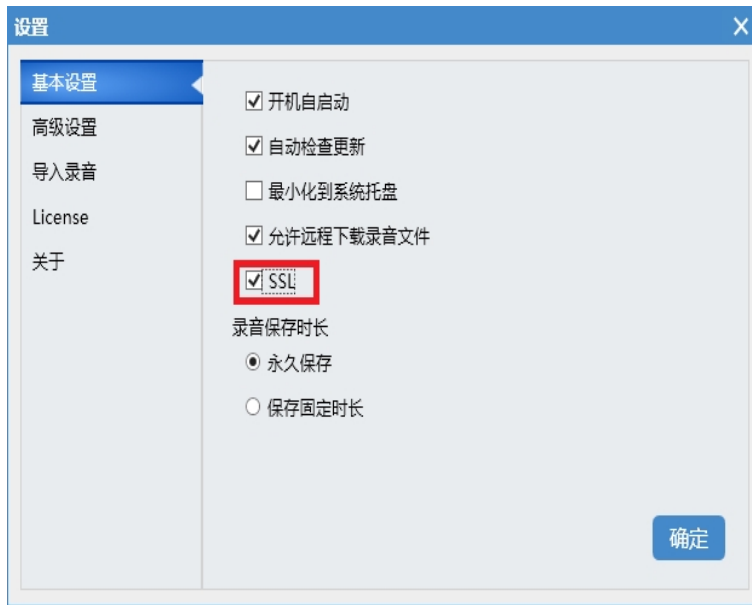 设置
基本设置
高级设置
导入录音
License
关于
开机自启动
自动检查更新
最小化到系统托盘
允许远程下载录音文件
SSL
录音保存时长
永久保存
保存固定时长
确定